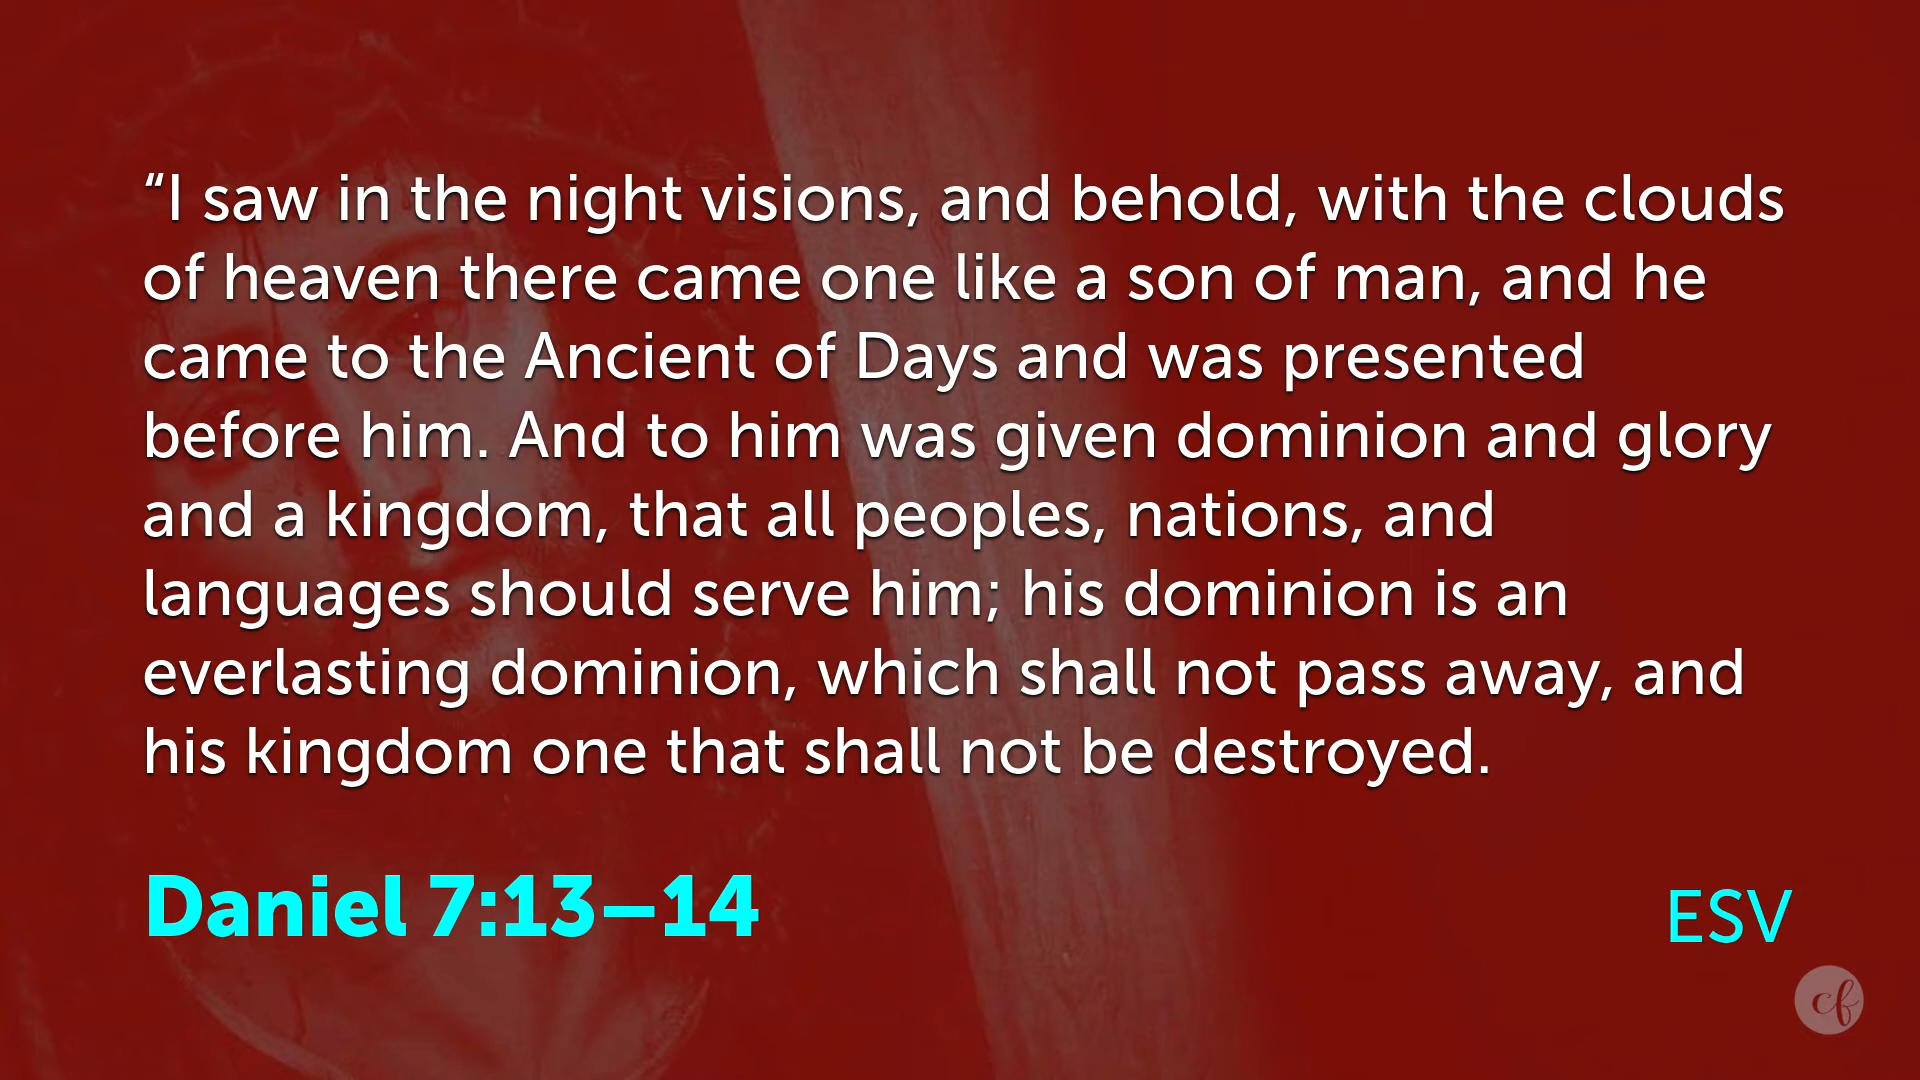 “I saw in the night visions, and behold, with the clouds
of heaven there came one like a son of man, and he
came to the Ancient of Days and was presented
before him. And to him was given dominion and glory
and a kingdom, that all peoples, nations, and
languages should serve him; his dominion is an
everlasting dominion, which shall not pass away, and
his kingdom one that shall not be destroyed.
Daniel 7:13–14
ESV
cf